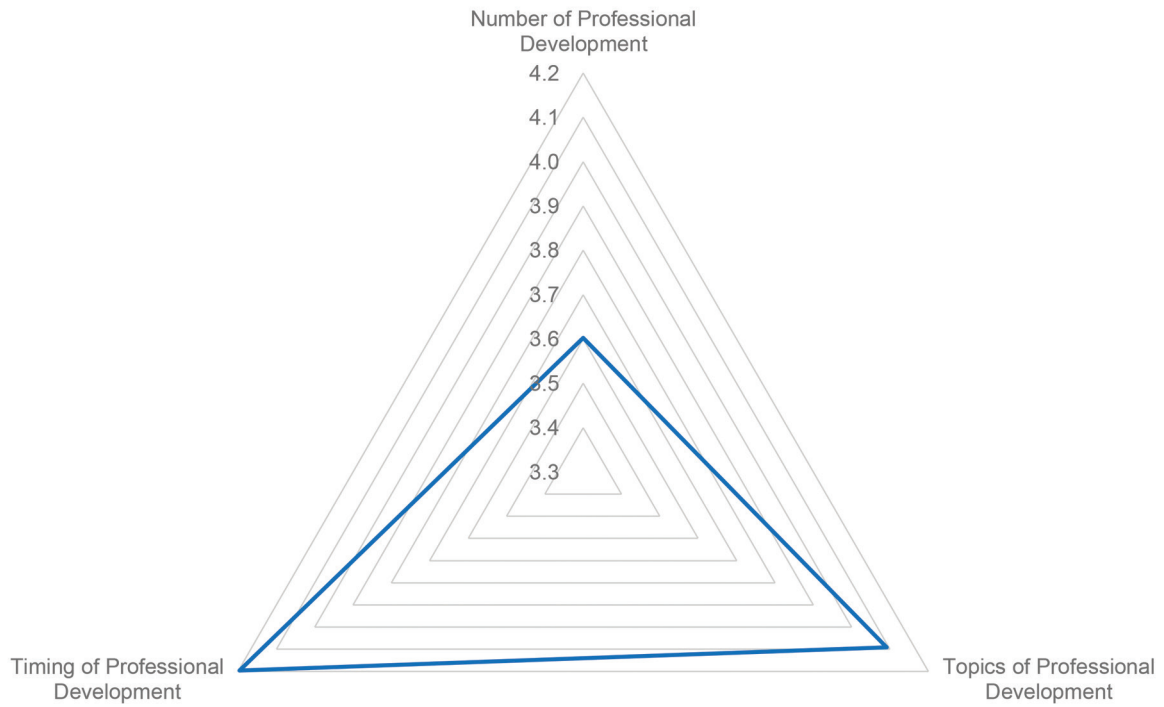 Number of Professional
Development
4.2
4.1
4.0
3.9
3.8
3.7
3.6
3.5
3.4
3.3
Timing of Professional
Development
Topics of Professional
Development